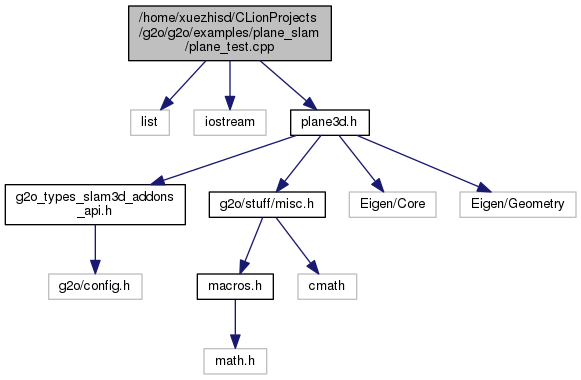 /home/xuezhisd/CLionProjects
/g2o/g2o/examples/plane_slam
/plane_test.cpp
list
iostream
plane3d.h
g2o_types_slam3d_addons
_api.h
g2o/stuff/misc.h
Eigen/Core
Eigen/Geometry
g2o/config.h
macros.h
cmath
math.h